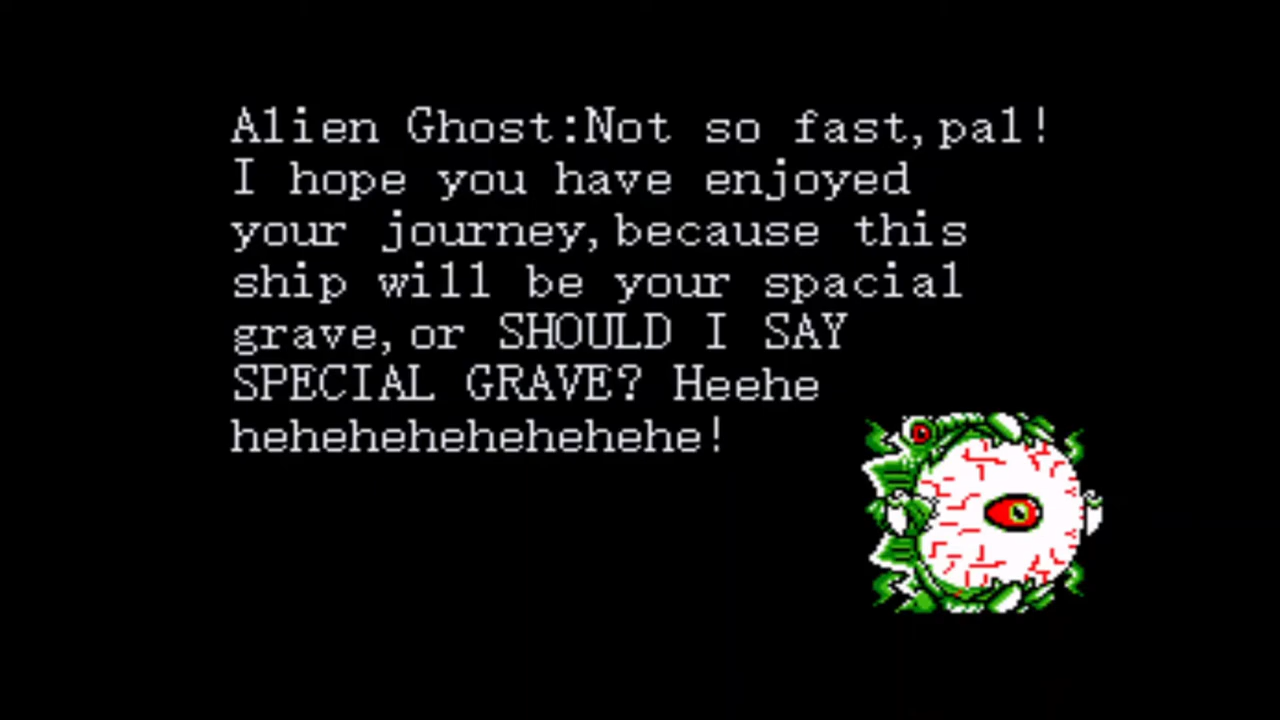 Alien Ghost:Not so fast,pal!
I hope you have enjoyed
your journey,because this
ship will be your spacial
grave,or SHOULD I SAY
SPECIAL GRAVE? Heehe
hehehehehehehehe!